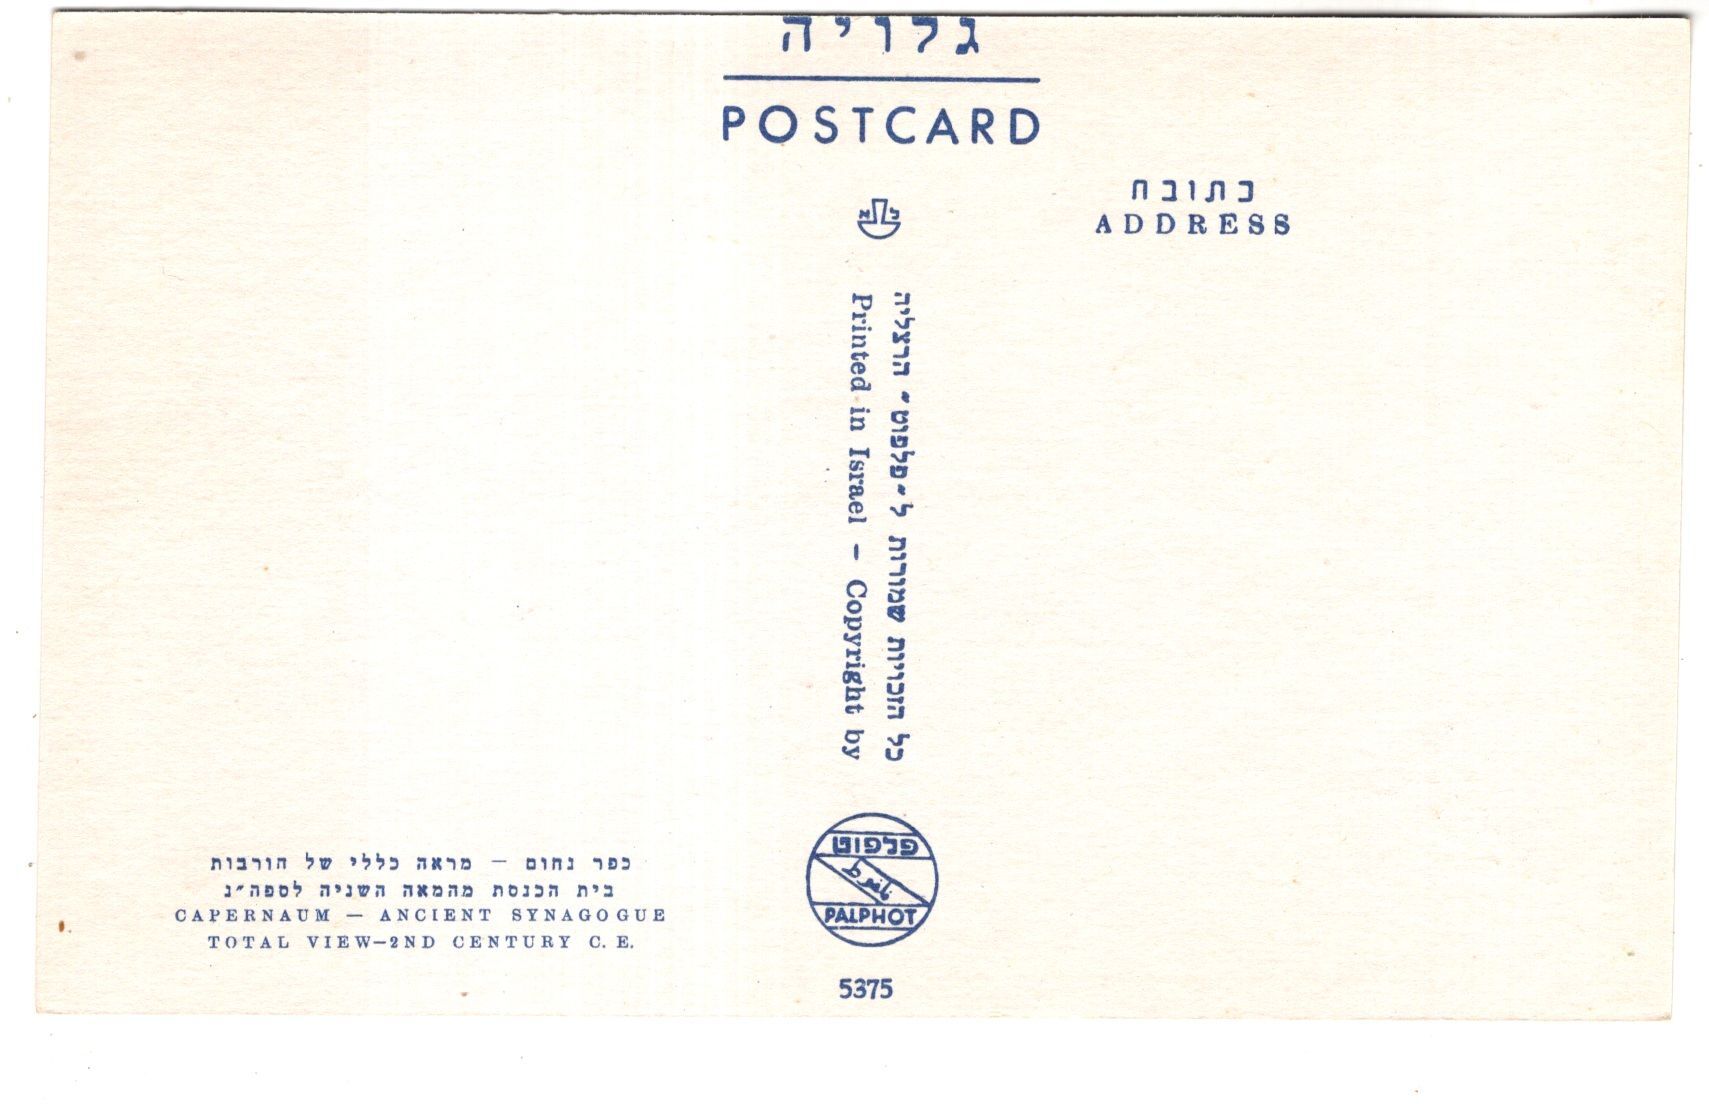 גלויה
POSTCARD
כתובת
ADDRESS
א ל
כל הזכויות שמורות ל״פלפוט״ הרצליה
Printed in Israel – Copyright by
פלפוט
PALPHOT
5375
כפר נחום – מראה כללי של חורבות
בית הכנסת מהמאה השניה לספה״נ
CAPERNAUM – ANCIENT SYNAGOGUE
TOTAL VIEW–2ND CENTURY C. E.